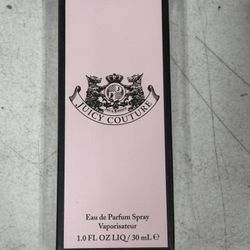 JUICY COUTURE
Eau de Parfum Spray
Vaporisateur
1.0 FL OZ LIQ / 30 mL ℮